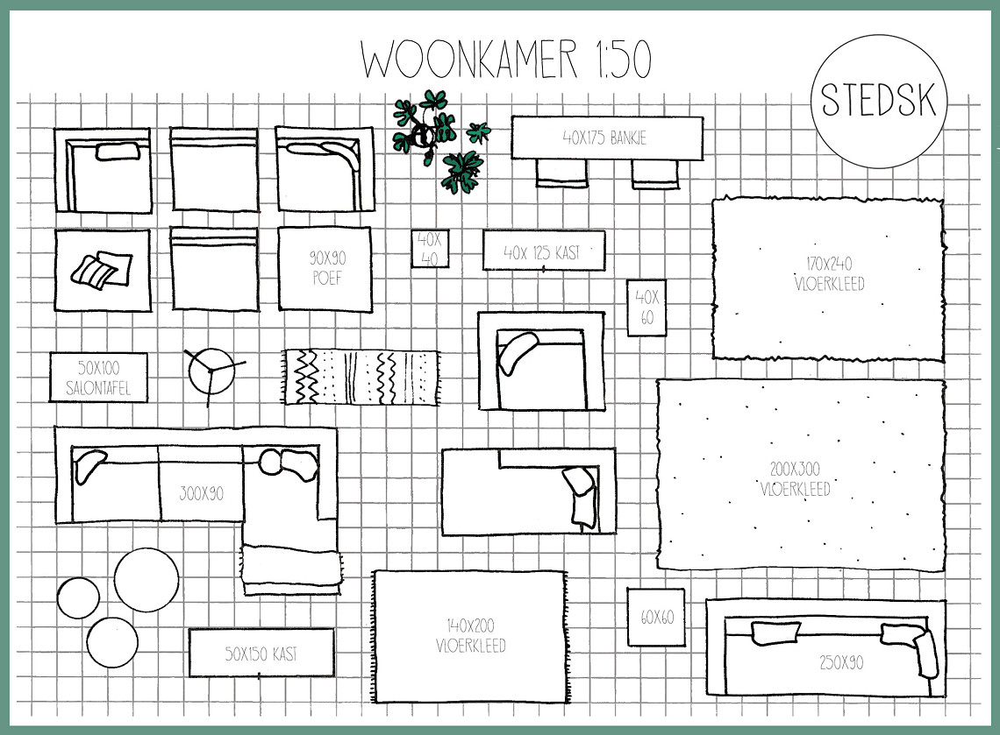 WOONKAMER 1:50
STEDSK
40X175 BANKJE
40X
40
40X 125 KAST
90X90
POEF
170X240
VLOERKLEED
40X
60
50X100
SALONTAFEL
300X90
200X300
VLOERKLEED
140X200
VLOERKLEED
60X60
50X150 KAST
250X90